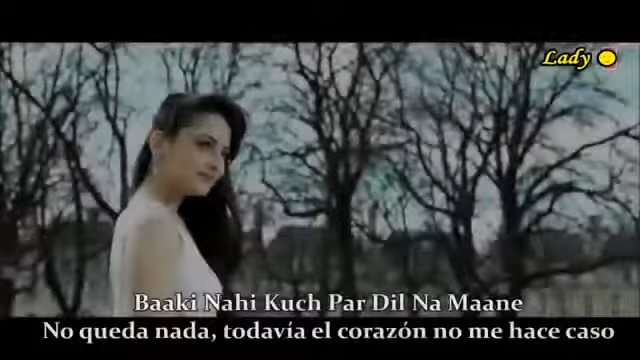 Lady
Baaki Nahi Kuch Par Dil Na Maane
No queda nada, todavía el corazón no me hace caso